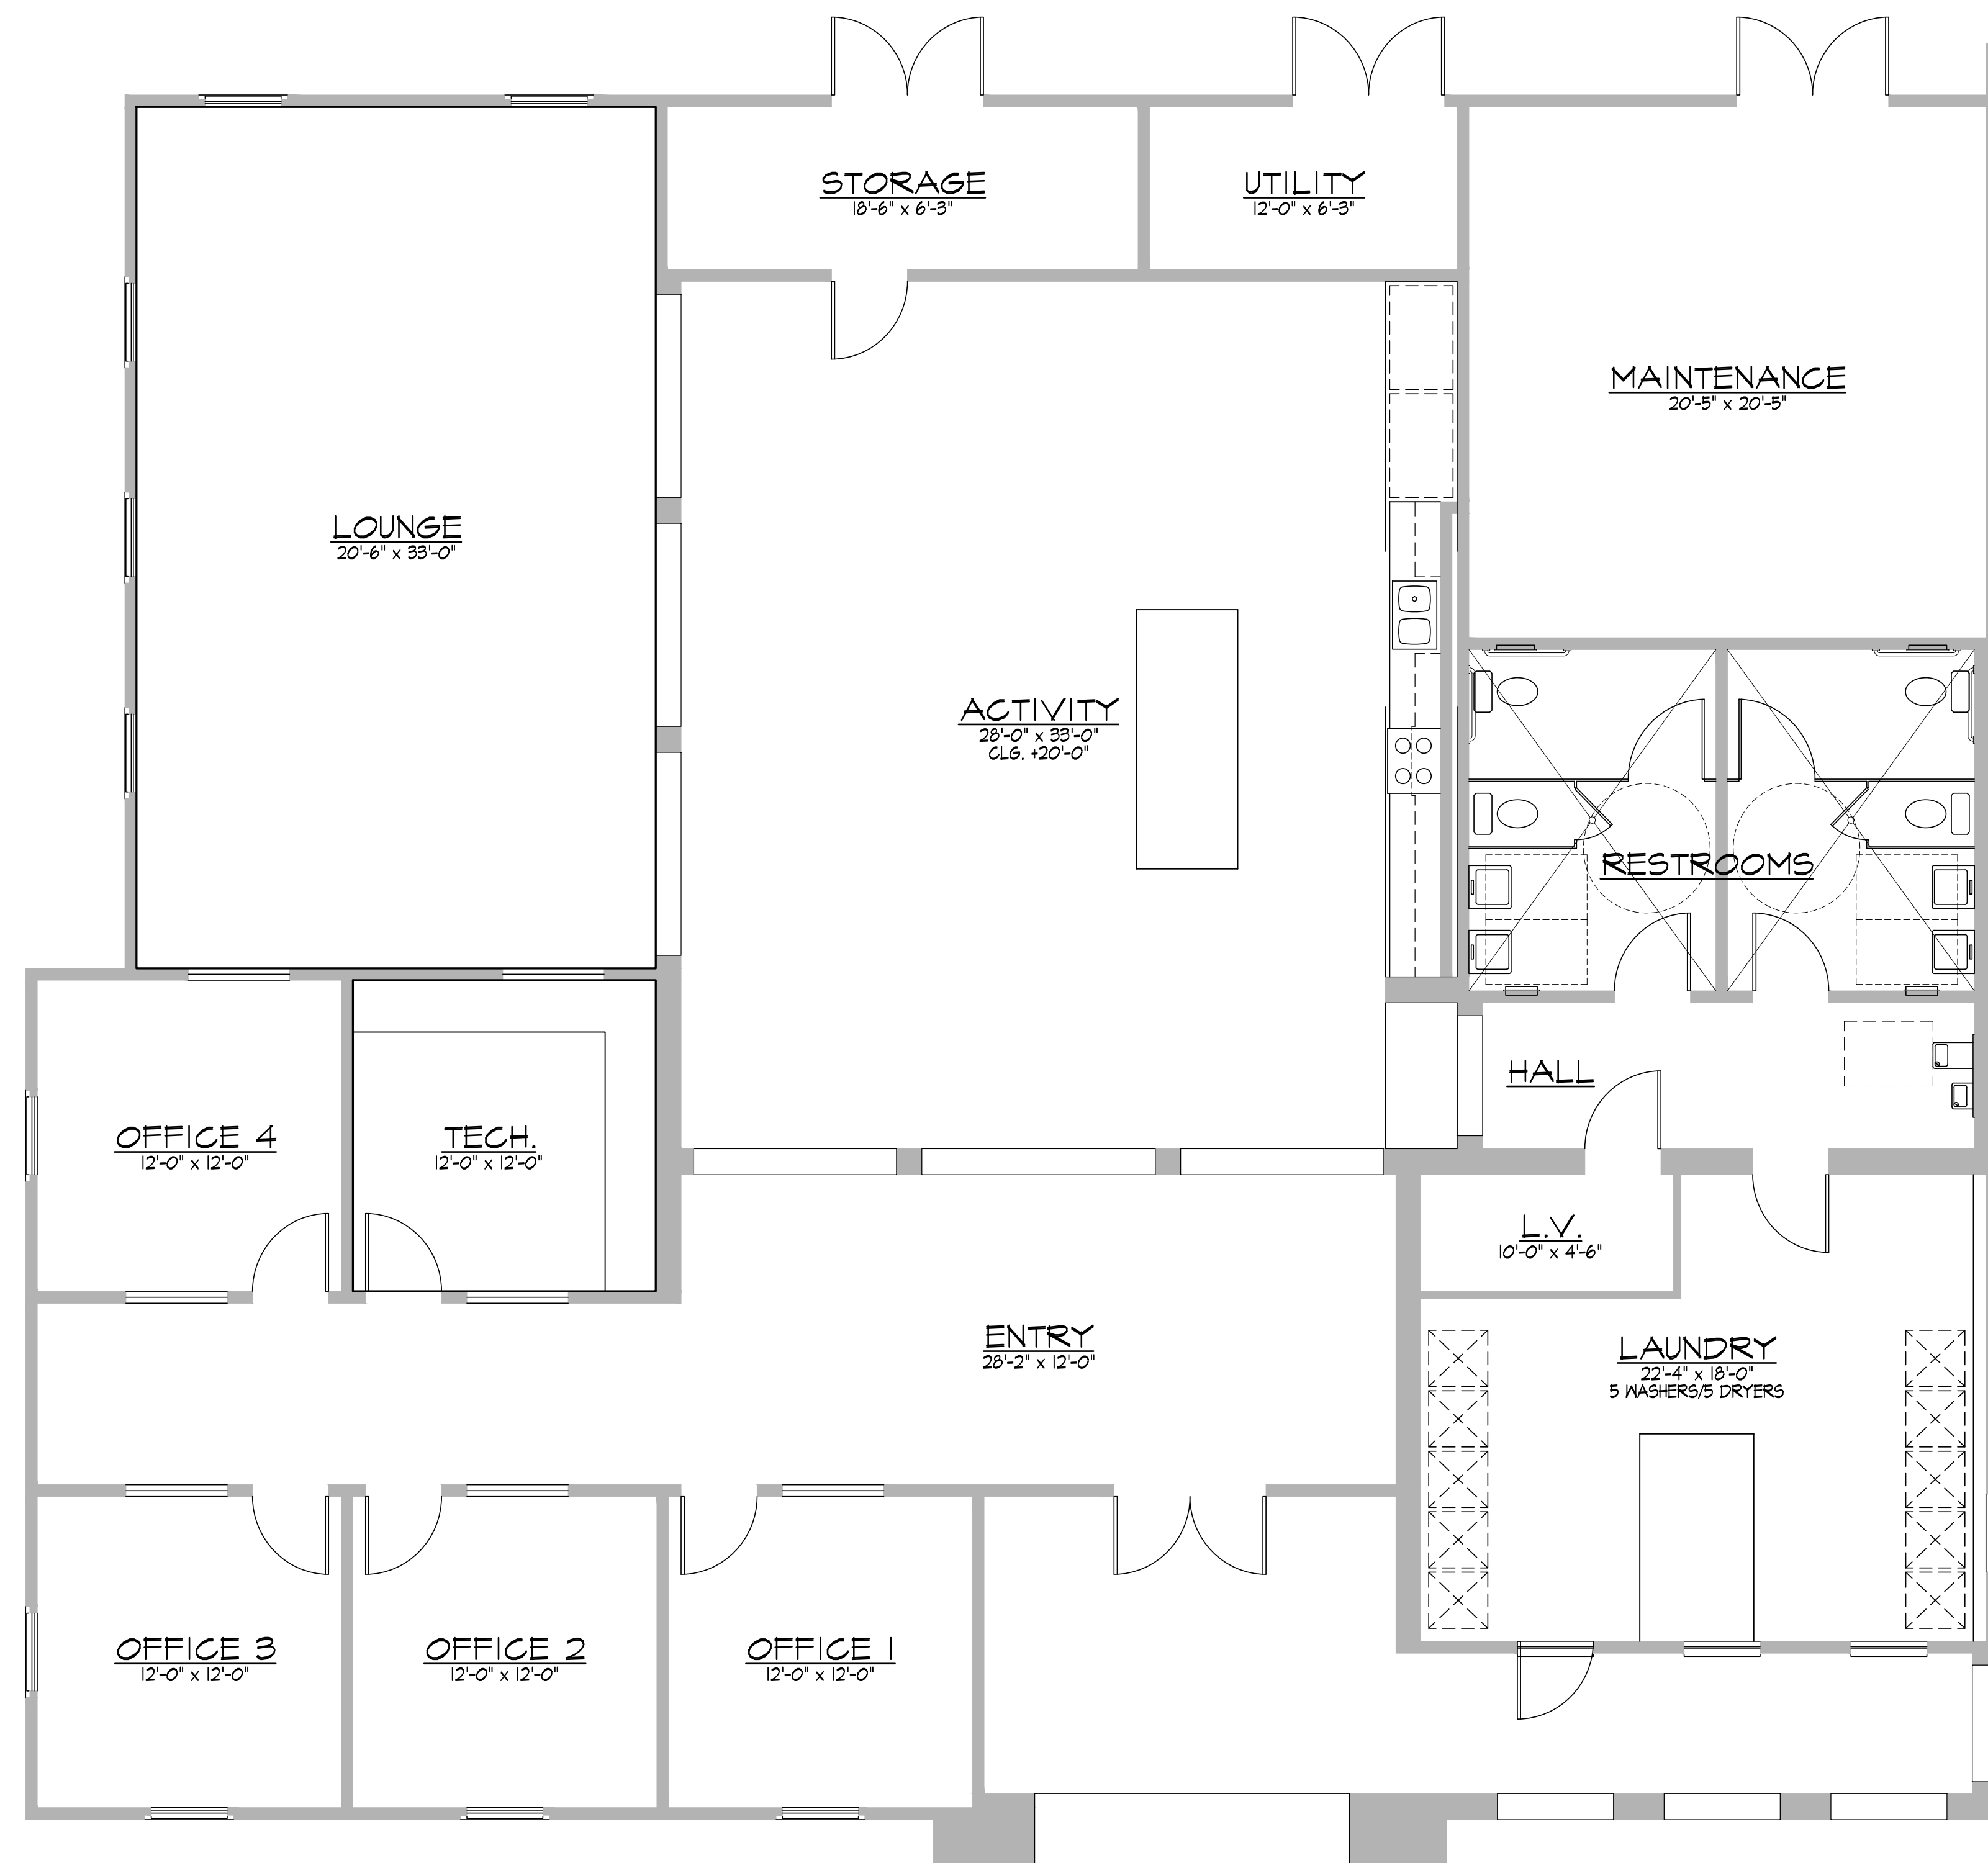 STORAGE
18'-6" x 6'-3"
UTILITY
12'-0" x 6'-3"
MAINTENANCE
20'-5" x 20'-5"
LOUNGE
20'-6" x 33'-0"
ACTIVITY
28'-0" x 33'-0"
CLG. +20'-0"
RESTROOMS
HALL
OFFICE 4
12'-0" x 12'-0"
TECH.
12'-0" x 12'-0"
L.V.
10'-0" x 4'-6"
ENTRY
28'-2" x 12'-0"
LAUNDRY
22'-4" x 18'-0"
5 WASHERS/5 DRYERS
OFFICE 3
12'-0" x 12'-0"
OFFICE 2
12'-0" x 12'-0"
OFFICE 1
12'-0" x 12'-0"